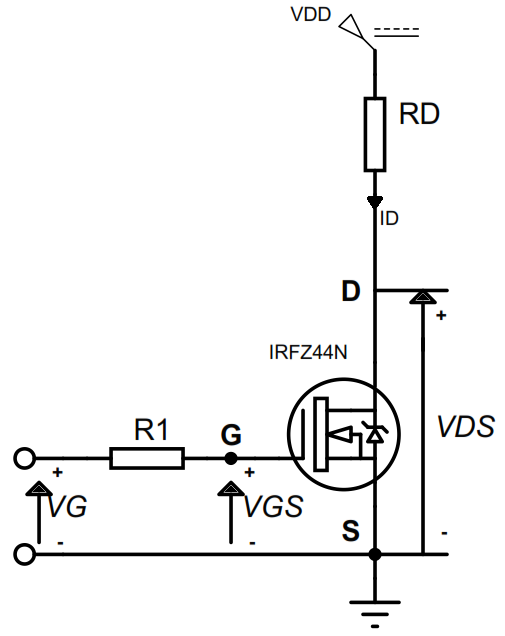 VDD
RD
ID
D
+
IRFZ44N
R1
G
VDS
+
+
VG
VGS
S
-
-
-